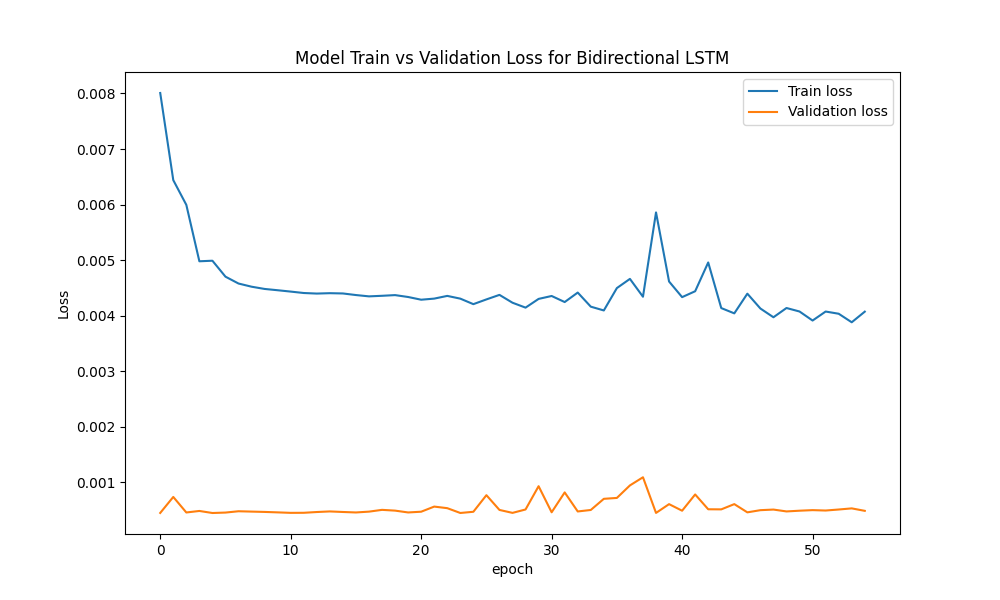 Model Train vs Validation Loss for Bidirectional LSTM
Train loss
Validation loss
0.008
0.007
0.006
0.005
0.004
0.003
0.002
0.001
Loss
0 10 20 30 40 50
epoch